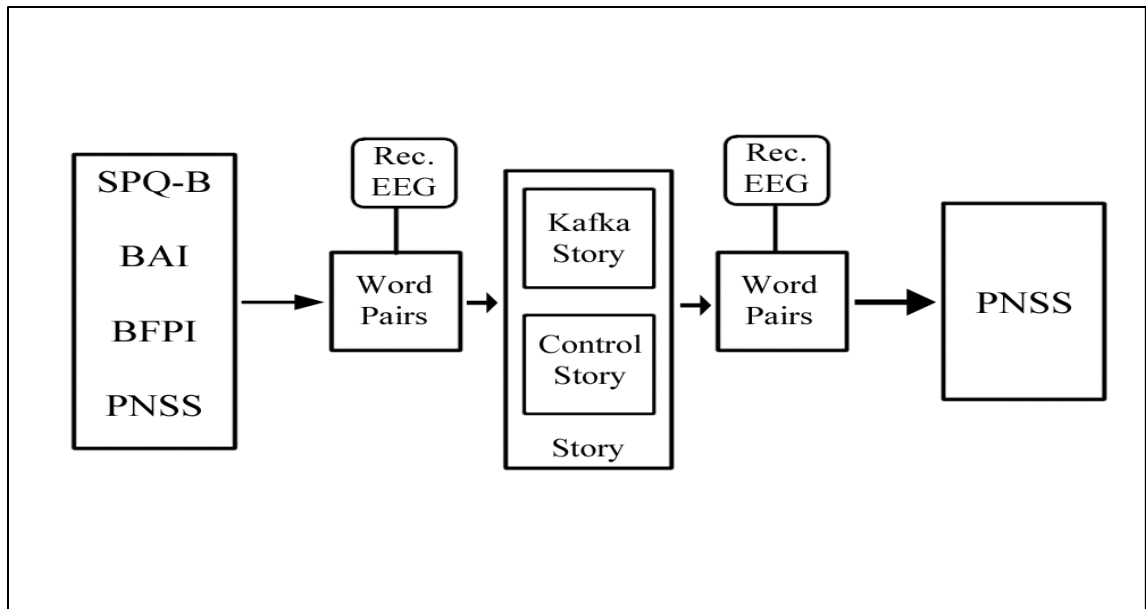 SPQ-B
BAI
BFPI
PNSS
Rec.
EEG
Word
Pairs
Kafka
Story
Control
Story
Story
Rec.
EEG
Word
Pairs
PNSS